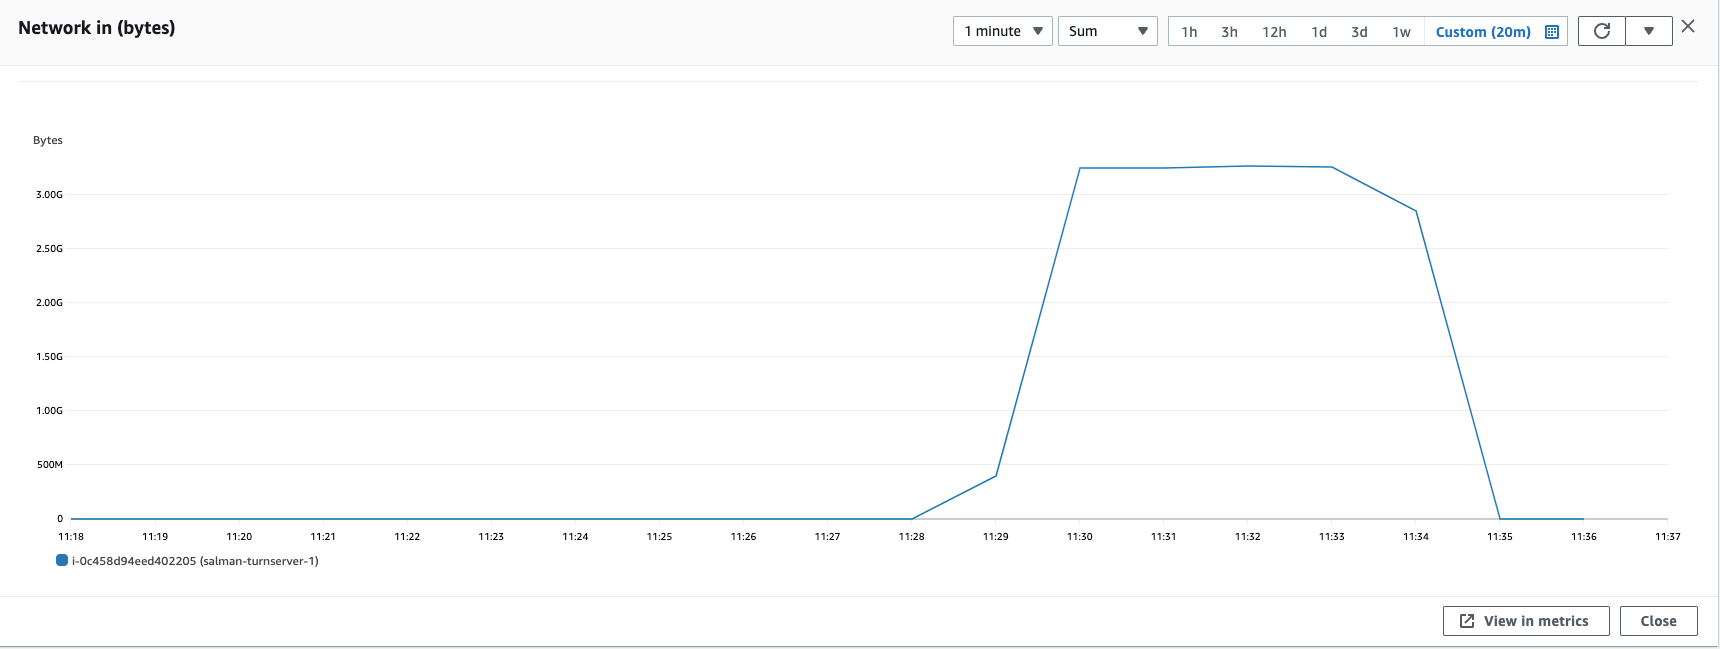 Network in (bytes)
1 minute
Sum
1h 3h 12h 1d 3d 1w Custom (20m)
Bytes
3.00G
2.50G
2.00G
1.50G
1.00G
500M
0
11:18 11:19 11:20 11:21 11:22 11:23 11:24 11:25 11:26 11:27 11:28 11:29 11:30 11:31 11:32 11:33 11:34 11:35 11:36 11:37
i-0c458d94eed402205 (salman-turnserver-1)
View in metrics
Close